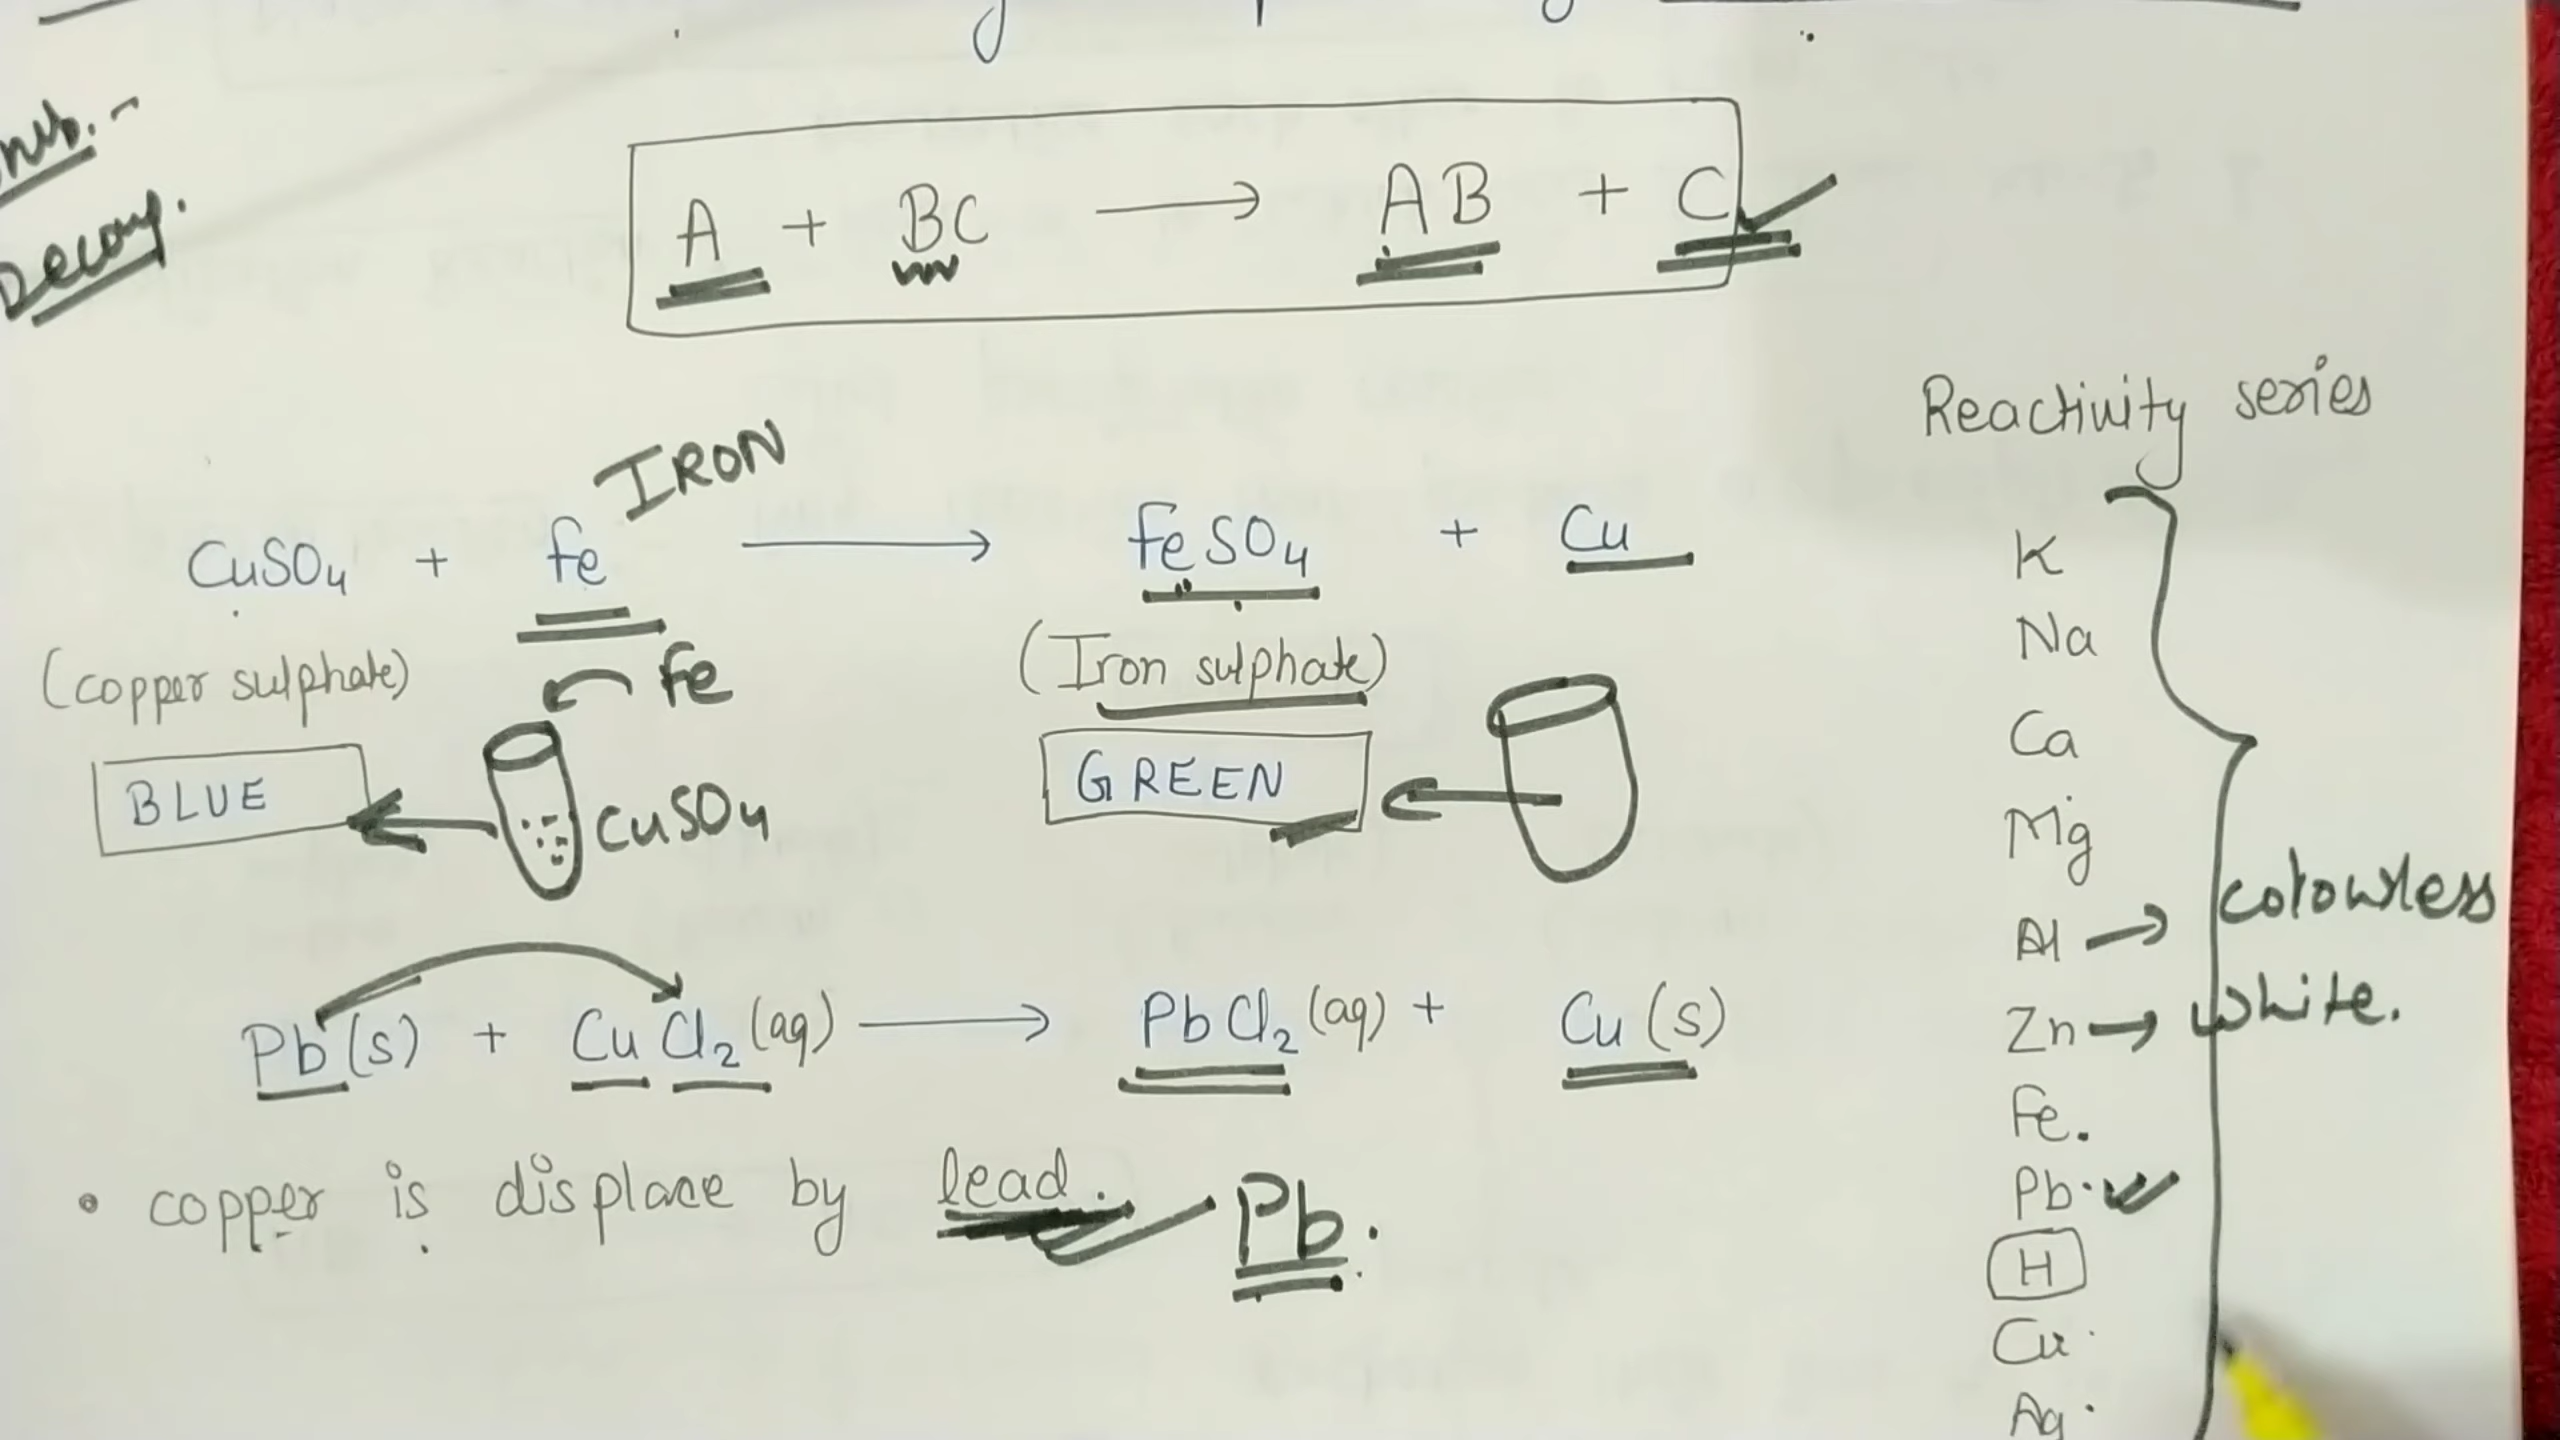 Decomp.
A + BC → AB + C
Reactivity series
IRON
CuSO4 + Fe → FeSO4 + Cu
(copper sulphate)
Fe
(Iron sulphate)
BLUE
CuSO4
GREEN
Pb(s) + CuCl2(aq) → PbCl2(aq) + Cu(s)
• copper is displace by lead. Pb.
K
Na
Ca
Mg
Al → colourless
Zn → white.
Fe.
Pb.
H
Cu
Ag